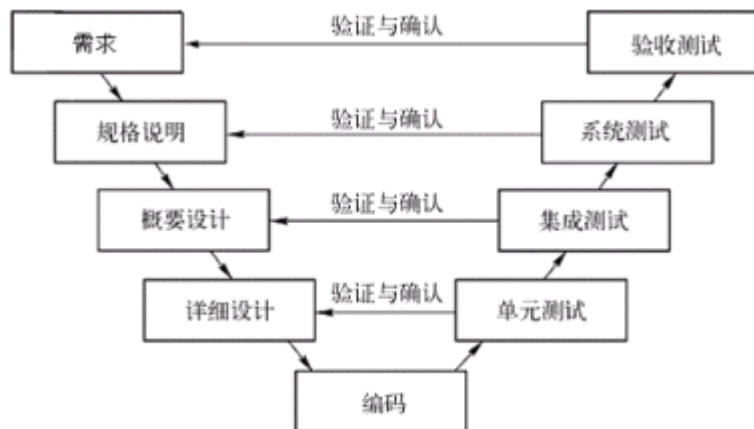 需求
验证与确认
验收测试
规格说明
验证与确认
系统测试
概要设计
验证与确认
集成测试
详细设计
验证与确认
单元测试
编码